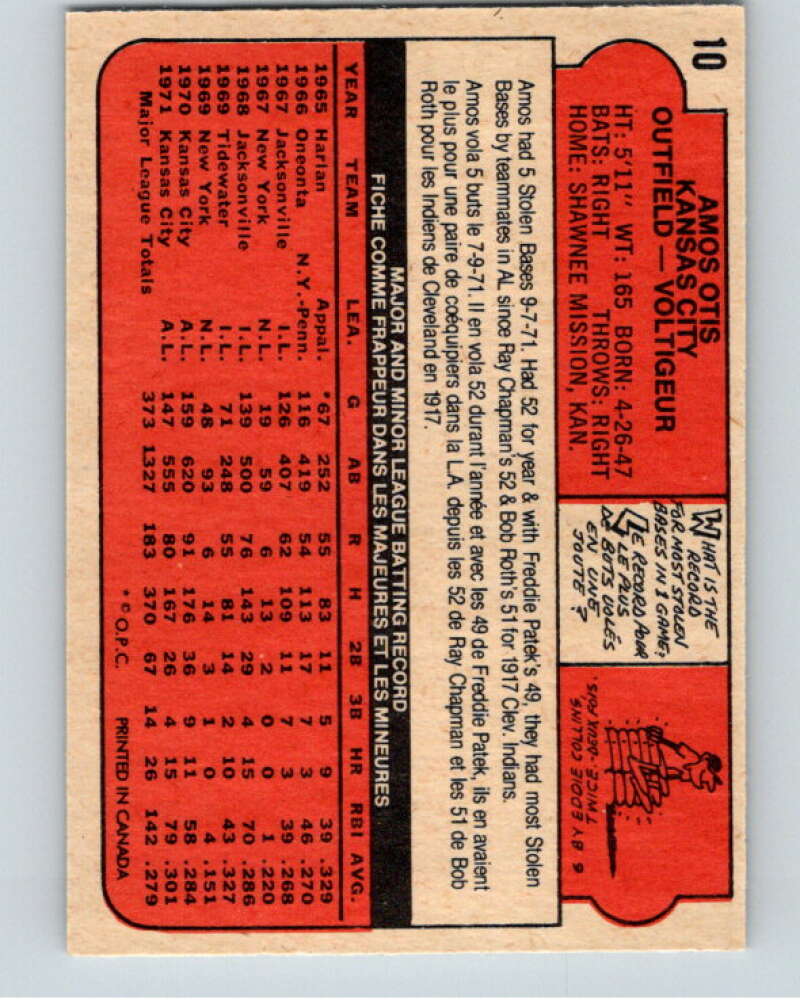 10
AMOS OTIS
KANSAS CITY
OUTFIELD — VOLTIGEUR
HT: 5'11" WT: 165 BORN: 4-26-47
BATS: RIGHT THROWS: RIGHT
HOME: SHAWNEE MISSION, KAN.
WHAT IS THE
RECORD
FOR MOST STOLEN
BASES IN 1 GAME?
LE RECORD POUR
LE PLUS
DE BUTS VOLÉS
EN UNE
JOUTE?
6 BY EDDIE COLLINS
TWICE.-DEUX FOIS.
Amos had 5 Stolen Bases 9-7-71. Had 52 for year & with Freddie Patek's 49, they had most Stolen
Bases by teammates in AL since Ray Chapman's 52 & Bob Roth's 51 for 1917 Clev. Indians.
Amos vola 5 buts le 7-9-71. Il en vola 52 durant l'année et avec les 49 de Freddie Patek, ils en avaient
le plus pour une paire de coéquipiers dans la L.A. depuis les 52 de Ray Chapman et les 51 de Bob
Roth pour les Indiens de Cleveland en 1917.
MAJOR AND MINOR LEAGUE BATTING RECORD
FICHE COMME FRAPPEUR DANS LES MAJEURES ET LES MINEURES
YEAR TEAM LEA. G AB R H 2B 3B HR RBI AVG.
1965 Harlan Appal. *67 252 55 83 11 5 9 39 .329
1966 Oneonta N.Y.-Penn. 116 419 54 113 17 3 3 46 .270
1967 Jacksonville I.L. 126 407 62 109 11 7 3 39 .268
1967 New York N.L. 19 59 6 13 2 0 0 1 .220
1968 Jacksonville I.L. 139 500 76 143 29 4 15 70 .286
1969 Tidewater I.L. 71 248 55 81 14 2 10 43 .327
1969 New York N.L. 48 93 6 14 3 1 0 4 .151
1970 Kansas City A.L. 159 620 91 176 36 9 11 58 .284
1971 Kansas City A.L. 147 555 80 167 26 4 15 79 .301
Major League Totals 373 1327 183 370 67 14 26 142 .279
* © O.P.C. PRINTED IN CANADA